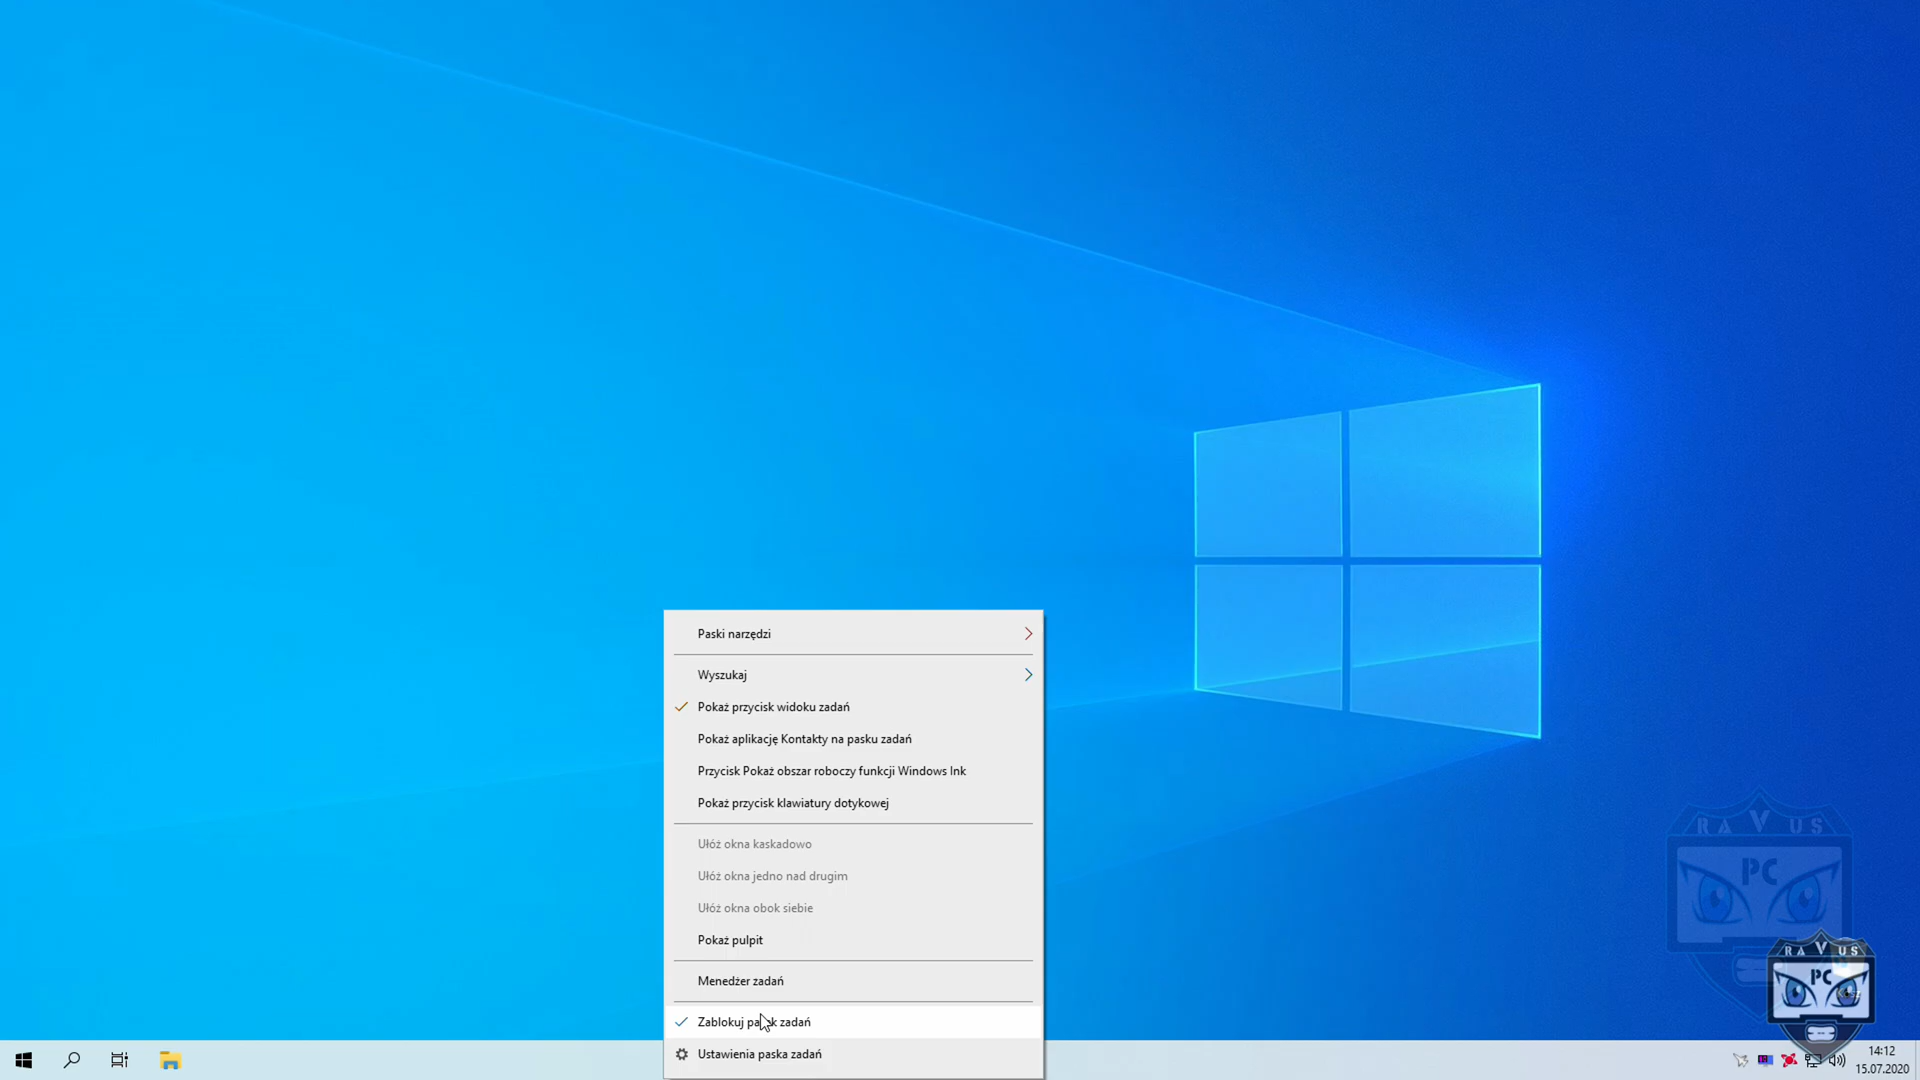 Paski narzędzi
Wyszukaj
Pokaż przycisk widoku zadań
Pokaż aplikację Kontakty na pasku zadań
Przycisk Pokaż obszar roboczy funkcji Windows Ink
Pokaż przycisk klawiatury dotykowej
Ułóż okna kaskadowo
Ułóż okna jedno nad drugim
Ułóż okna obok siebie
Pokaż pulpit
Menedżer zadań
Zablokuj pasek zadań
Ustawienia paska zadań
RAVUS
PC
RAVUS
PC
14:12
15.07.2020